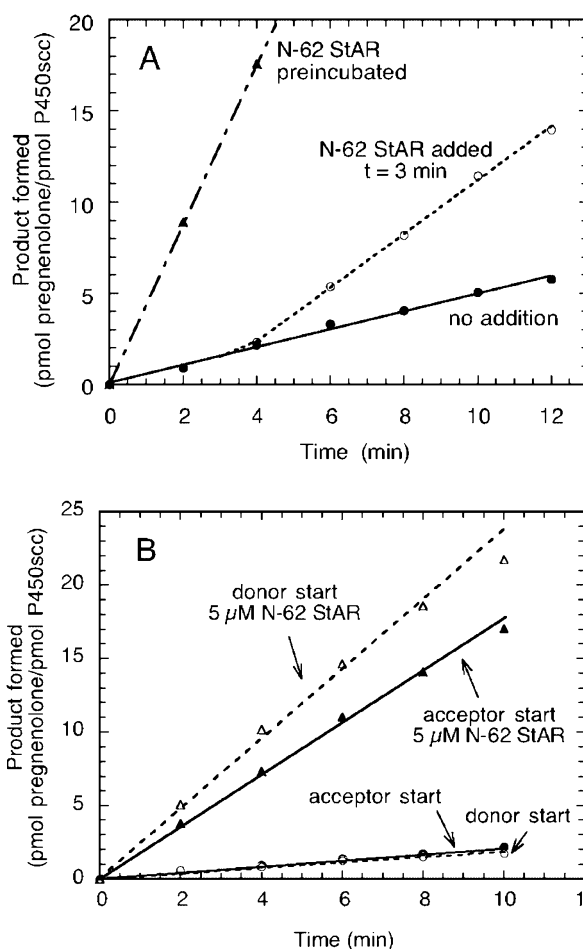 20
15
10
5
0
Product formed
(pmol pregnenolone/pmol P450scc)
A
N-62 StAR
preincubated
N-62 StAR added
t = 3 min
no addition
0 2 4 6 8 10 12
Time (min)
25
20
15
10
5
0
Product formed
(pmol pregnenolone/pmol P450scc)
B
donor start
5 µM N-62 StAR
acceptor start
5 µM N-62 StAR
acceptor start
donor start
0 2 4 6 8 10
Time (min)